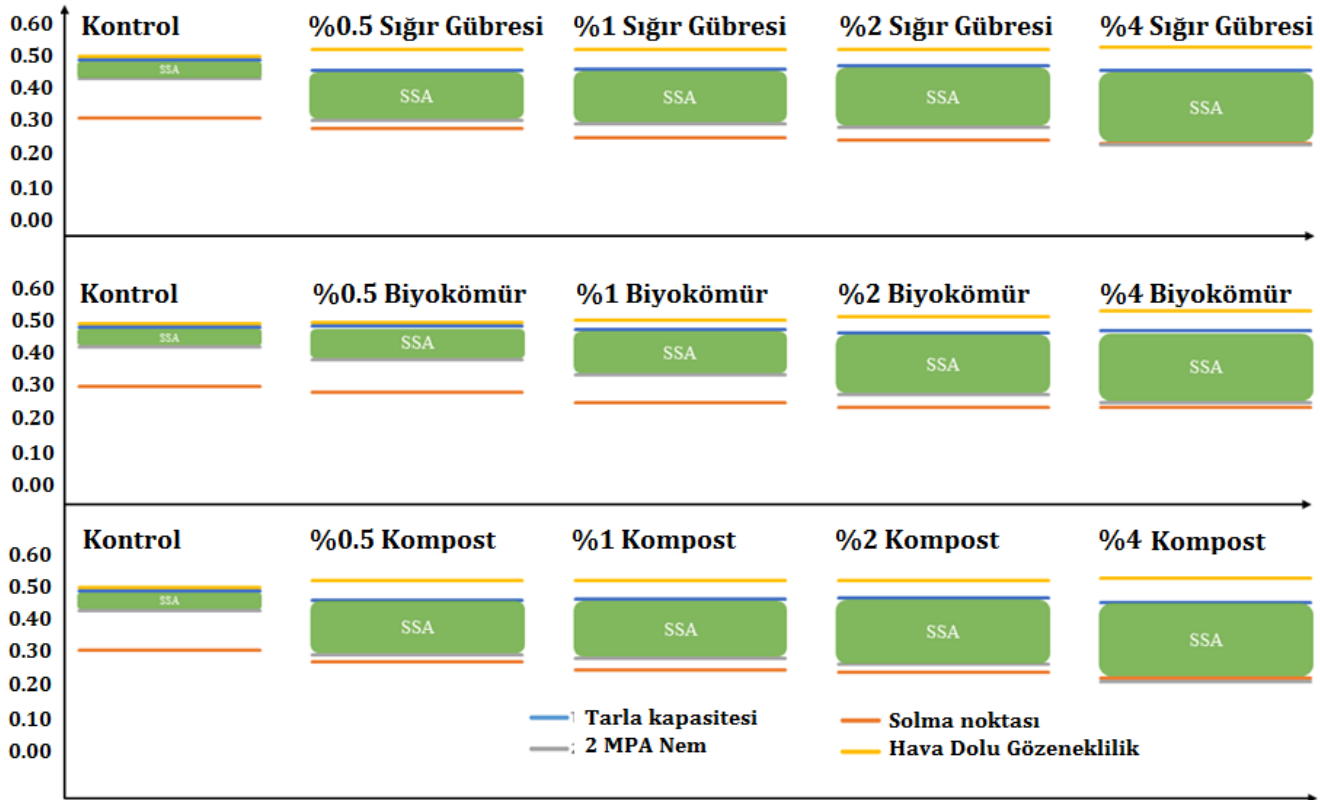 0.60
Kontrol
%0.5 Sığır Gübresi
%1 Sığır Gübresi
%2 Sığır Gübresi
%4 Sığır Gübresi
0.50
SSA
SSA
SSA
SSA
SSA
0.40
0.30
0.20
0.10
0.00
0.60
Kontrol
%0.5 Biyokömür
%1 Biyokömür
%2 Biyokömür
%4 Biyokömür
0.50
SSA
SSA
SSA
SSA
SSA
0.40
0.30
0.20
0.10
0.00
Kontrol
%0.5 Kompost
%1 Kompost
%2 Kompost
%4 Kompost
0.60
0.50
SSA
SSA
SSA
SSA
SSA
0.40
0.30
0.20
0.10
0.00
Tarla kapasitesi
2 MPA Nem
Solma noktası
Hava Dolu Gözeneklilik